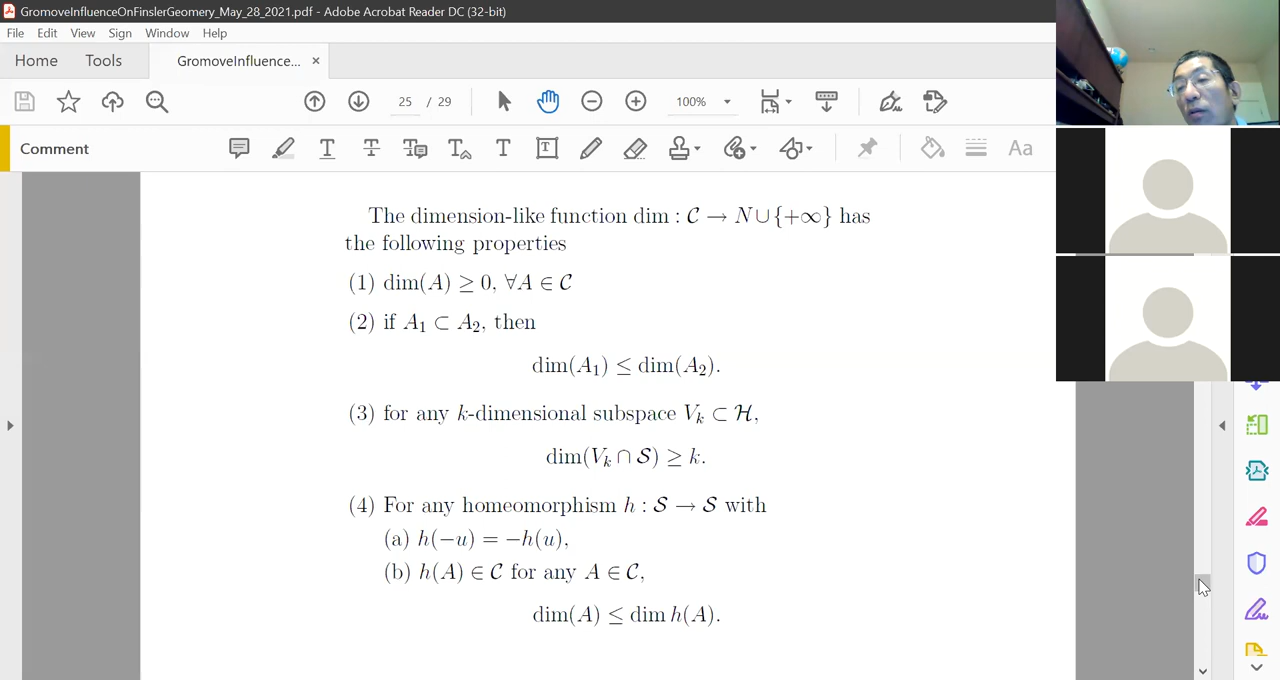 GromoveInfluenceOnFinslerGeomery_May_28_2021.pdf - Adobe Acrobat Reader DC (32-bit)
File Edit View Sign Window Help
Home Tools GromoveInfluence... ×
25 / 29 100%
Comment T T T T T T Aa
The dimension-like function dim : 𝒞 → N∪{+∞} has
the following properties
(1) dim(A) ≥ 0, ∀A ∈ 𝒞
(2) if A₁ ⊂ A₂, then
dim(A₁) ≤ dim(A₂).
(3) for any k-dimensional subspace Vₖ ⊂ ℋ,
dim(Vₖ ∩ 𝒮) ≥ k.
(4) For any homeomorphism h : 𝒮 → 𝒮 with
(a) h(−u) = −h(u),
(b) h(A) ∈ 𝒞 for any A ∈ 𝒞,
dim(A) ≤ dim h(A).